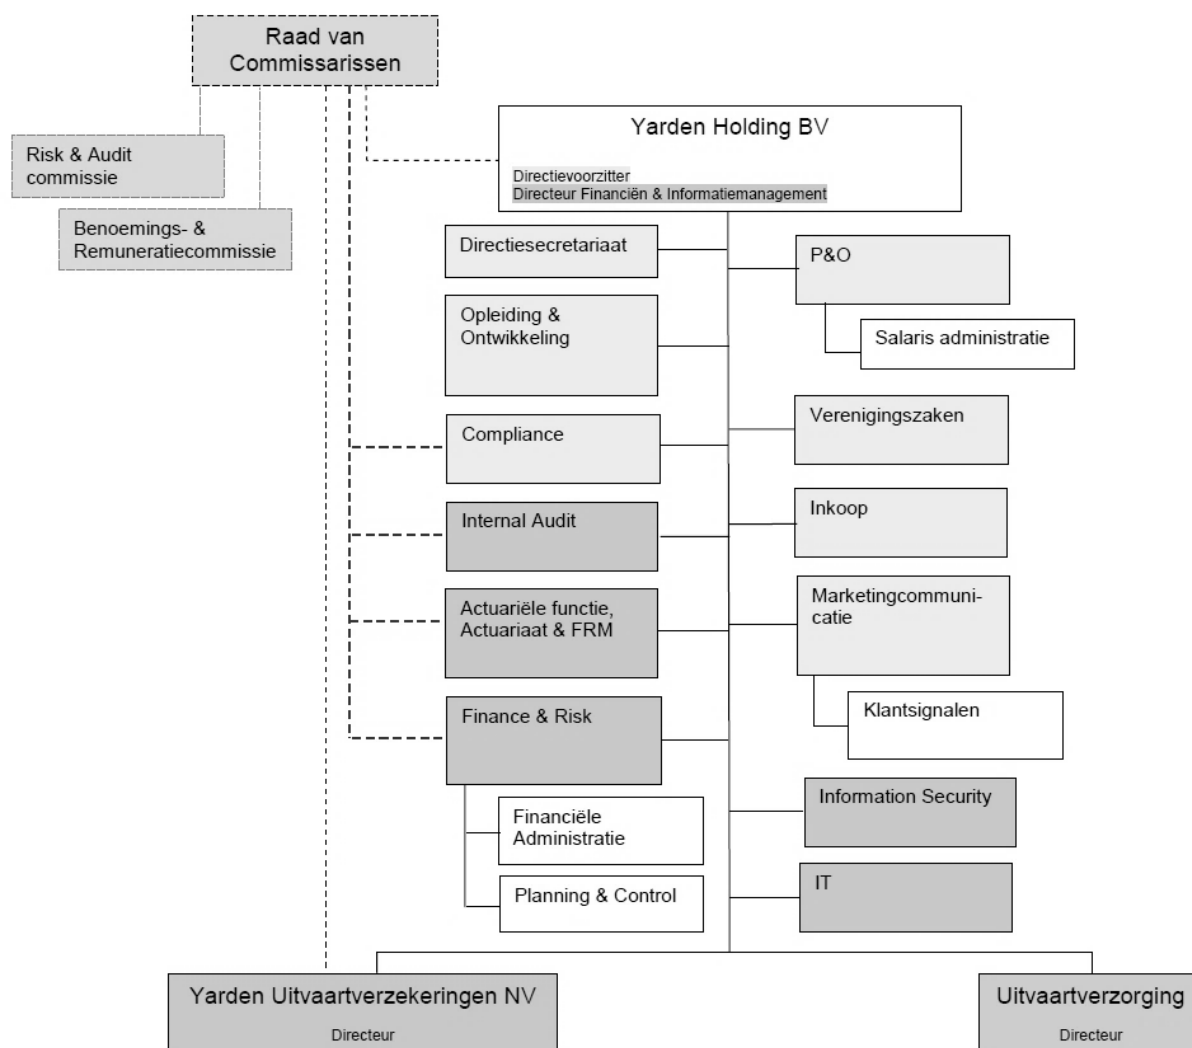 Raad van
Commissarissen
Risk & Audit
commissie
Benoemings- &
Remuneratiecommissie
Yarden Holding BV
Directievoorzitter
Directeur Financiën & Informatiemanagement
Directiesecretariaat
P&O
Salaris administratie
Opleiding &
Ontwikkeling
Compliance
Verenigingszaken
Internal Audit
Inkoop
Actuariële functie,
Actuariaat & FRM
Marketingcommuni-
catie
Klantsignalen
Finance & Risk
Financiële
Administratie
Planning & Control
Information Security
IT
Yarden Uitvaartverzekeringen NV
Directeur
Uitvaartverzorging
Directeur